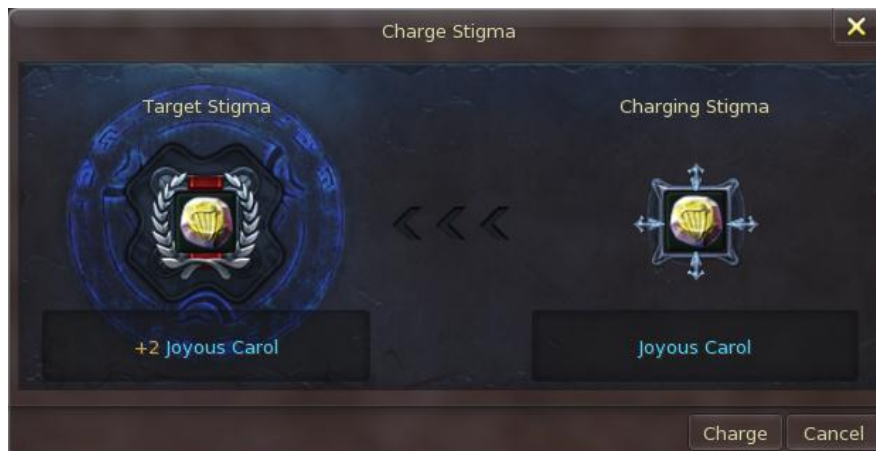 Charge Stigma
Target Stigma
Charging Stigma
+2 Joyous Carol
Joyous Carol
Charge
Cancel